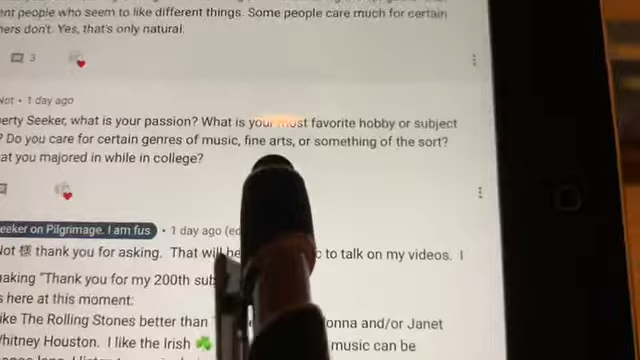 ent people who seem to like different things. Some people care much for certain
hers don't. Yes, that's only natural.
3
Not • 1 day ago
perty Seeker, what is your passion? What is your most favorite hobby or subject
? Do you care for certain genres of music, fine arts, or something of the sort?
at you majored in while in college?
eeker on Pilgrimage. I am fus • 1 day ago (ed
Not 様 thank you for asking. That will be to talk on my videos. I
aking "Thank you for my 200th sub
s here at this moment:
ike The Rolling Stones better than onna and/or Janet
Whitney Houston. I like the Irish ☘ music can be